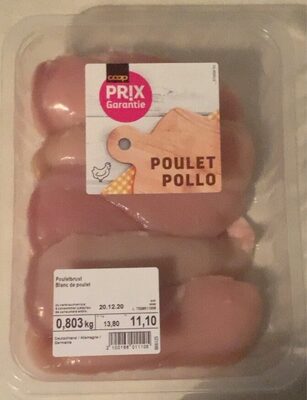 coop
PRIX
Garantie
POULET
POLLO
Pouletbrust
Blanc de poulet
20.12.20
0,803 kg
13,80
11,10
Deutschland / Allemagne /
Germania
2100188011106